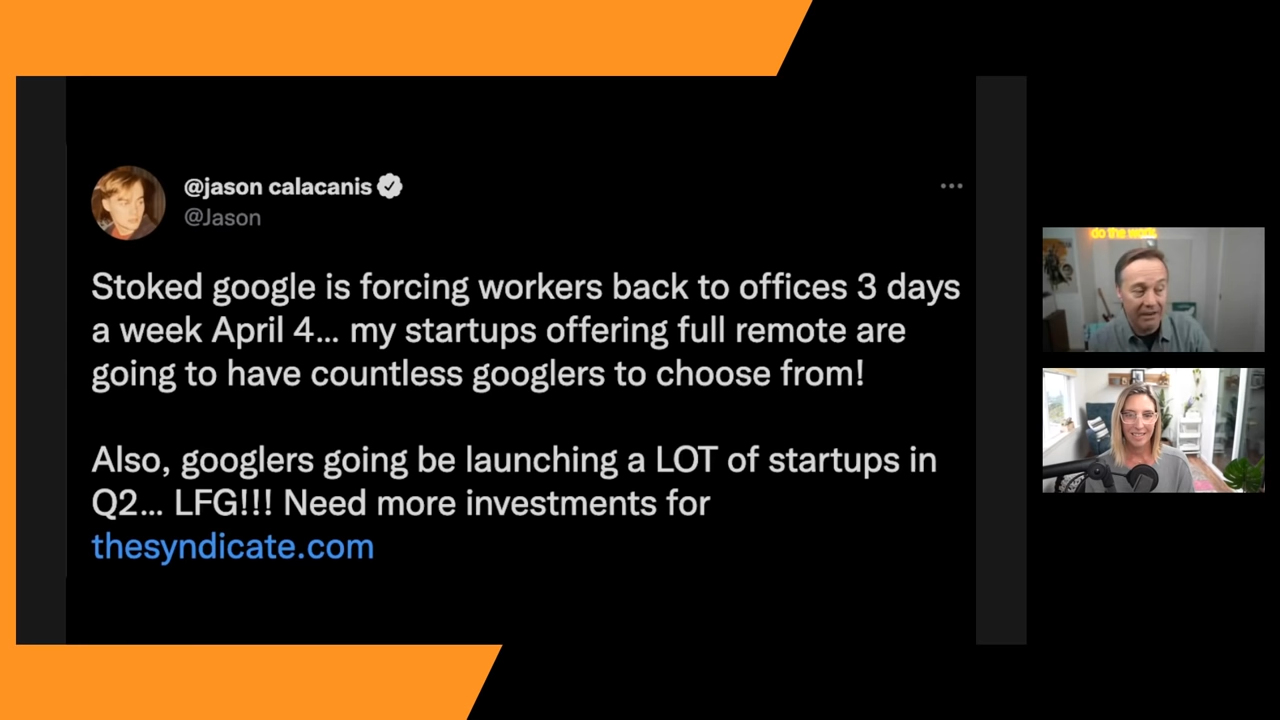 @jason calacanis
@Jason
Stoked google is forcing workers back to offices 3 days
a week April 4... my startups offering full remote are
going to have countless googlers to choose from!
Also, googlers going be launching a LOT of startups in
Q2... LFG!!! Need more investments for
thesyndicate.com
do the work